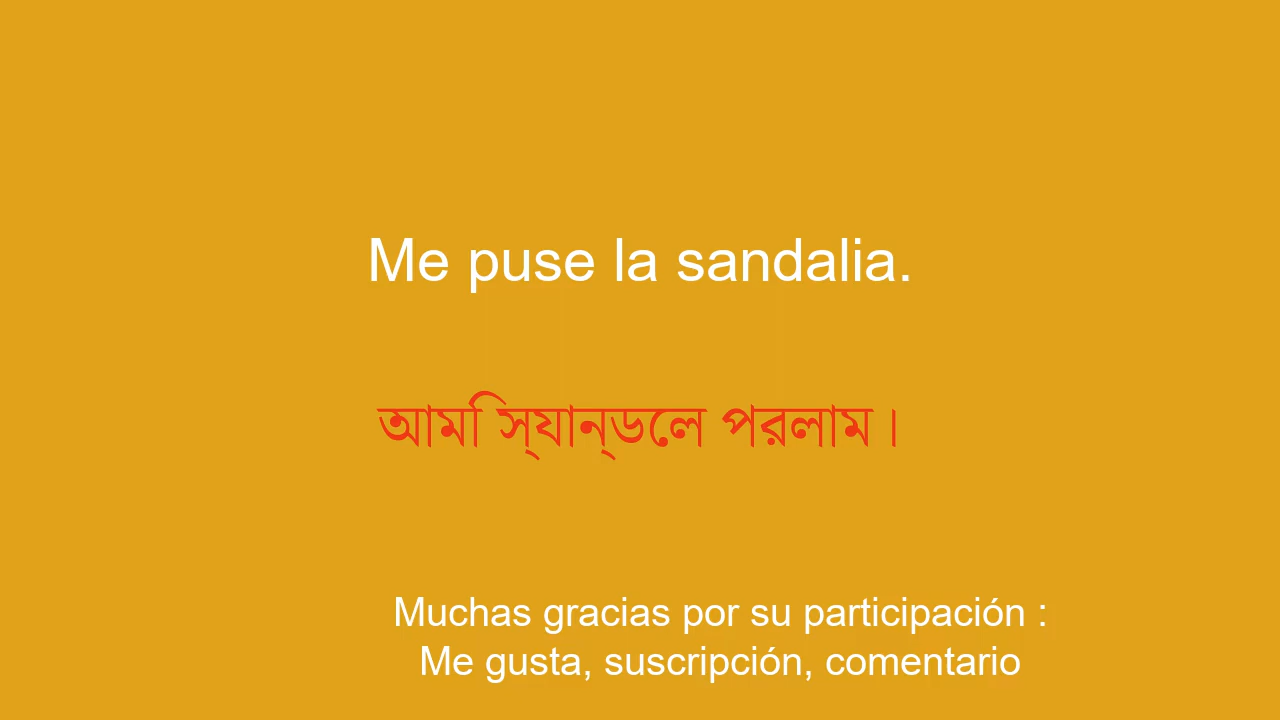 Me puse la sandalia.
আমি স্যান্ডেল পরলাম।
Muchas gracias por su participación :
Me gusta, suscripción, comentario